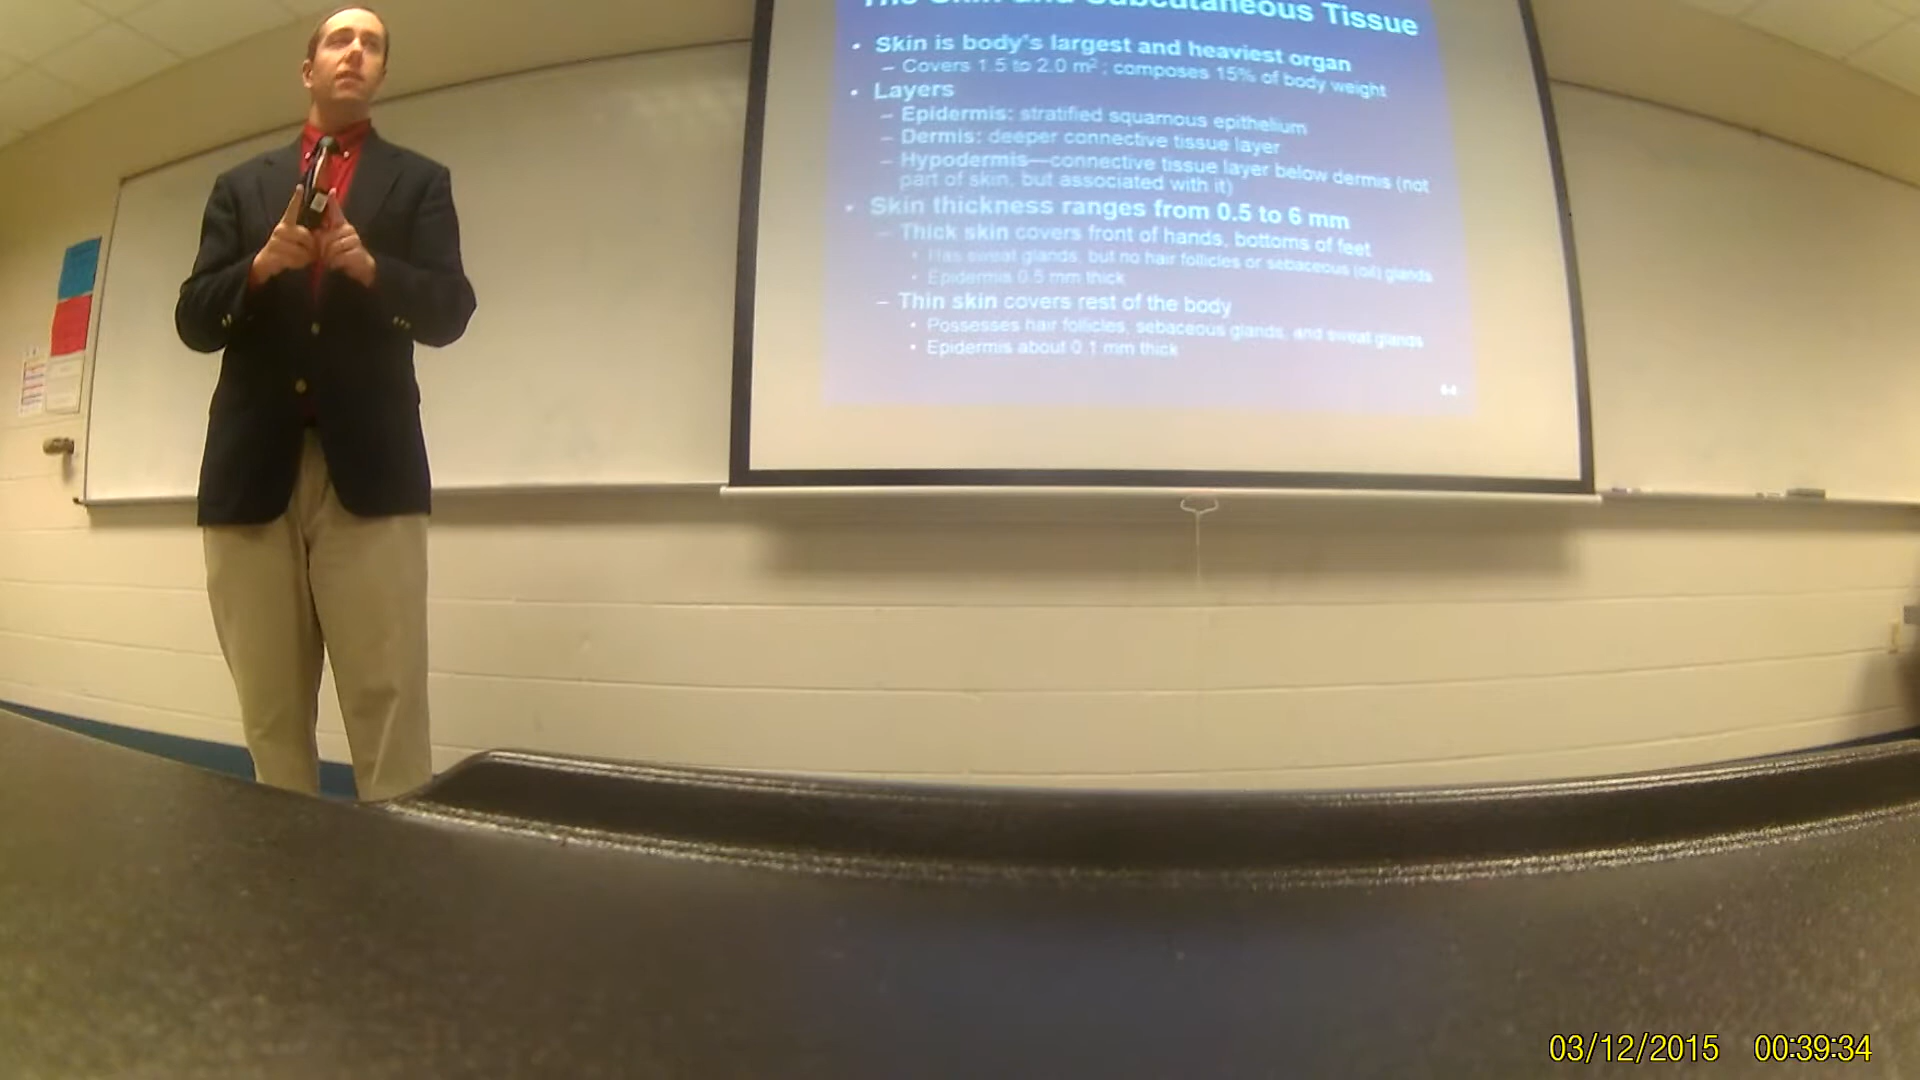 The Skin and Subcutaneous Tissue
• Skin is body's largest and heaviest organ
– Covers 1.5 to 2.0 m²; composes 15% of body weight
• Layers
– Epidermis: stratified squamous epithelium
– Dermis: deeper connective tissue layer
– Hypodermis—connective tissue layer below dermis (not
part of skin, but associated with it)
• Skin thickness ranges from 0.5 to 6 mm
– Thick skin covers front of hands, bottoms of feet
• Has sweat glands, but no hair follicles or sebaceous (oil) glands
• Epidermis 0.5 mm thick
– Thin skin covers rest of the body
• Possesses hair follicles, sebaceous glands, and sweat glands
• Epidermis about 0.1 mm thick
03/12/2015 00:39:34